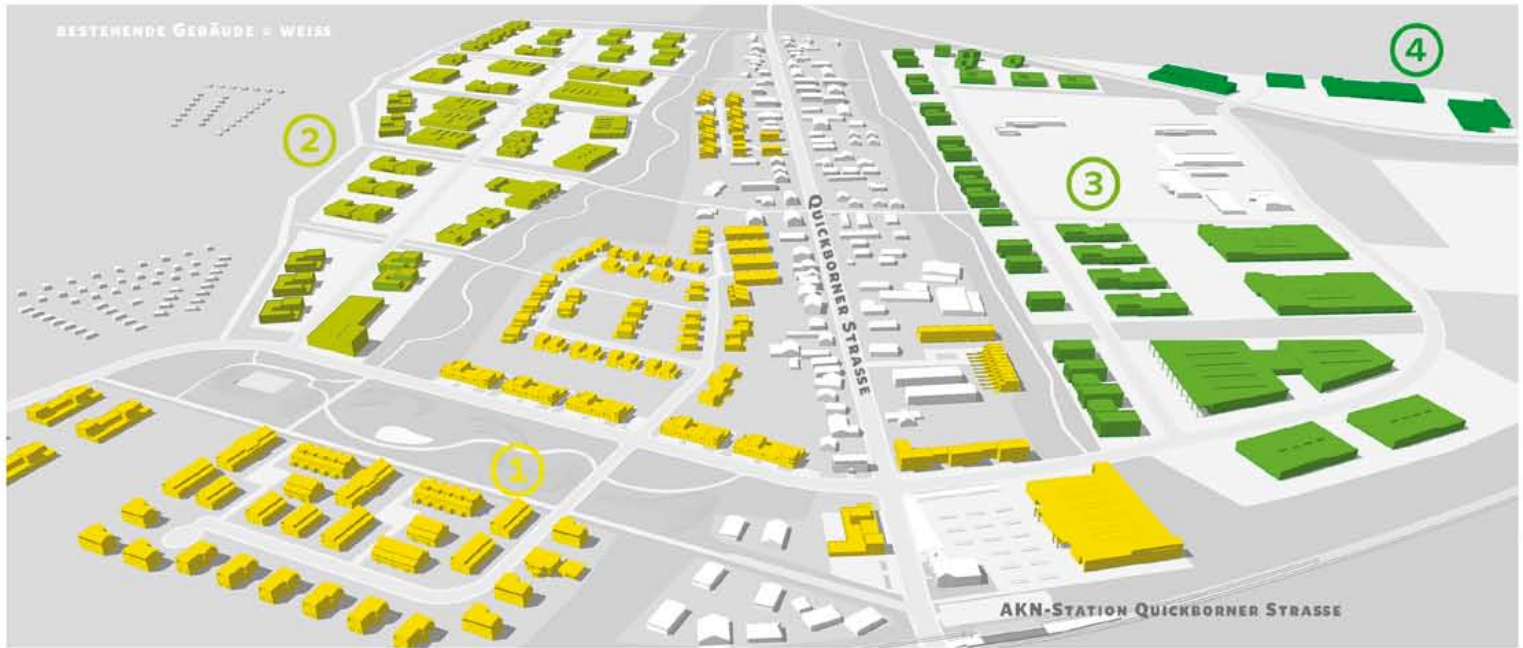 BESTEHENDE GEBÄUDE = WEISS
4
2
3
QUICKBORNER STRASSE
1
AKN-STATION QUICKBORNER STRASSE